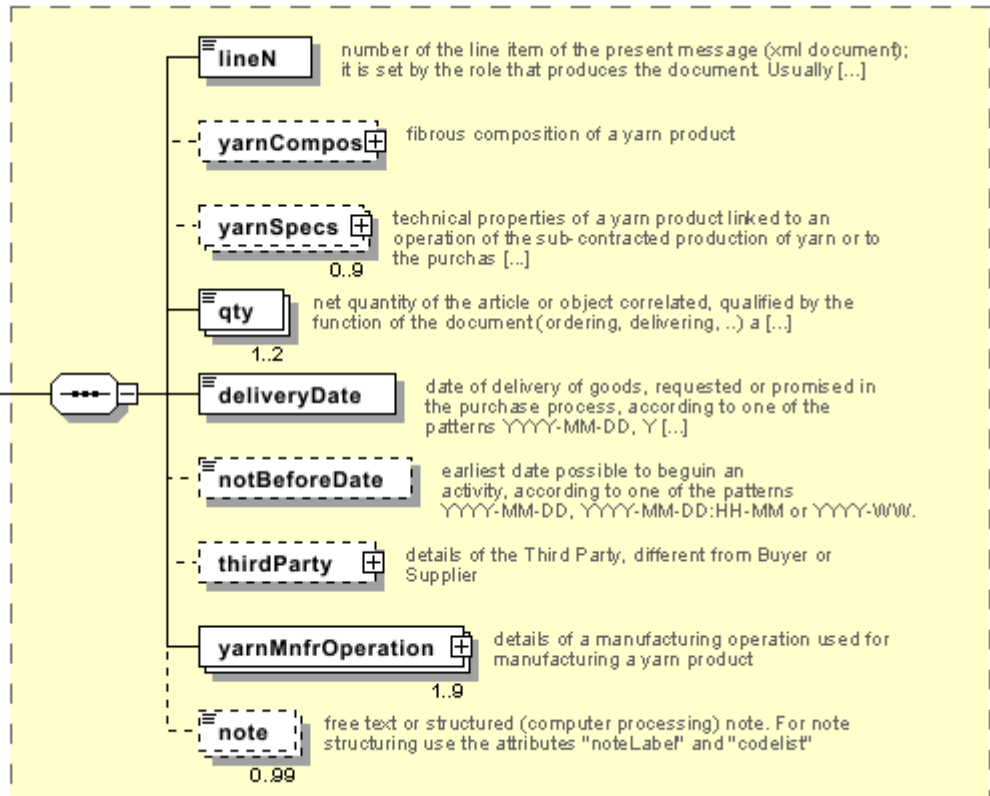 lineN
number of the line item of the present message (xml document);
it is set by the role that produces the document. Usually [...]
yarnCompos
fibrous composition of a yarn product
yarnSpecs
technical properties of a yarn product linked to an
operation of the sub-contracted production of yarn or to
the purchas [...]
0..9
qty
net quantity of the article or object correlated, qualified by the
function of the document (ordering, delivering, ..) a [...]
1..2
deliveryDate
date of delivery of goods, requested or promised in
the purchase process, according to one of the
patterns YYYY-MM-DD, Y [...]
notBeforeDate
earliest date possible to beguin an
activity, according to one of the patterns
YYYY-MM-DD, YYYY-MM-DD:HH-MM or YYYY-WW.
thirdParty
details of the Third Party, different from Buyer or
Supplier
yarnMnfrOperation
details of a manufacturing operation used for
manufacturing a yarn product
1..9
note
free text or structured (computer processing) note. For note
structuring use the attributes "noteLabel" and "codelist"
0..99